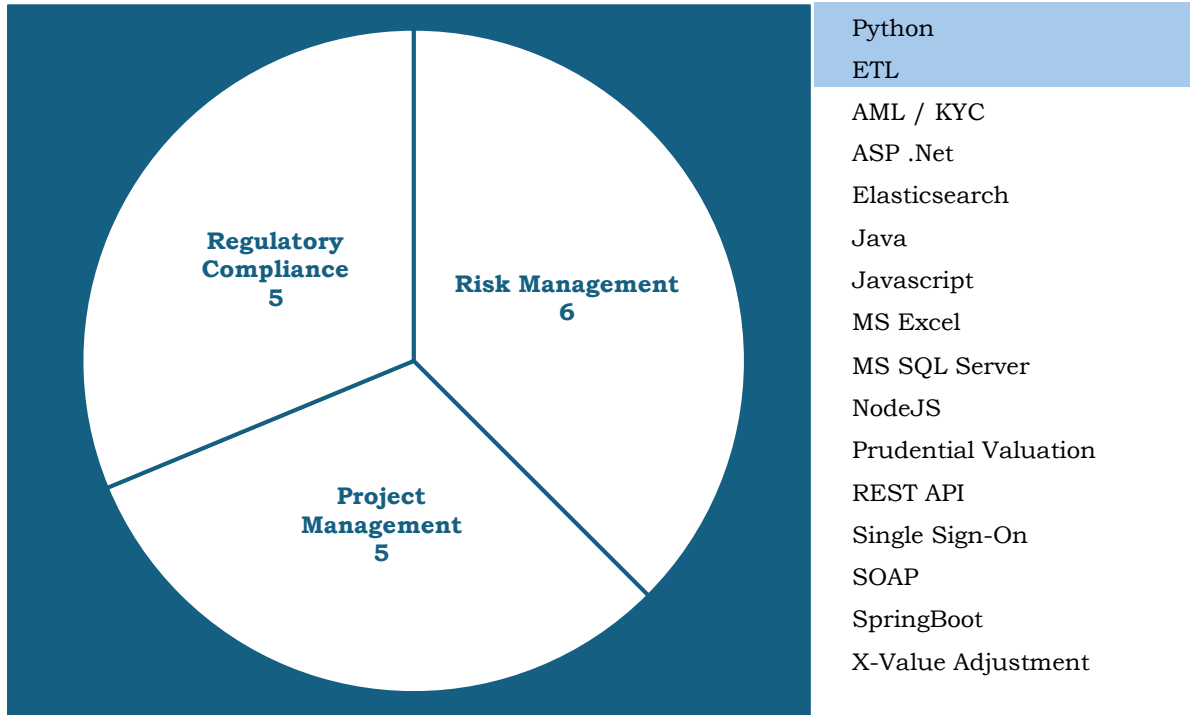 Regulatory
Compliance
5
Risk Management
6
Project
Management
5
Python
ETL
AML / KYC
ASP .Net
Elasticsearch
Java
Javascript
MS Excel
MS SQL Server
NodeJS
Prudential Valuation
REST API
Single Sign-On
SOAP
SpringBoot
X-Value Adjustment